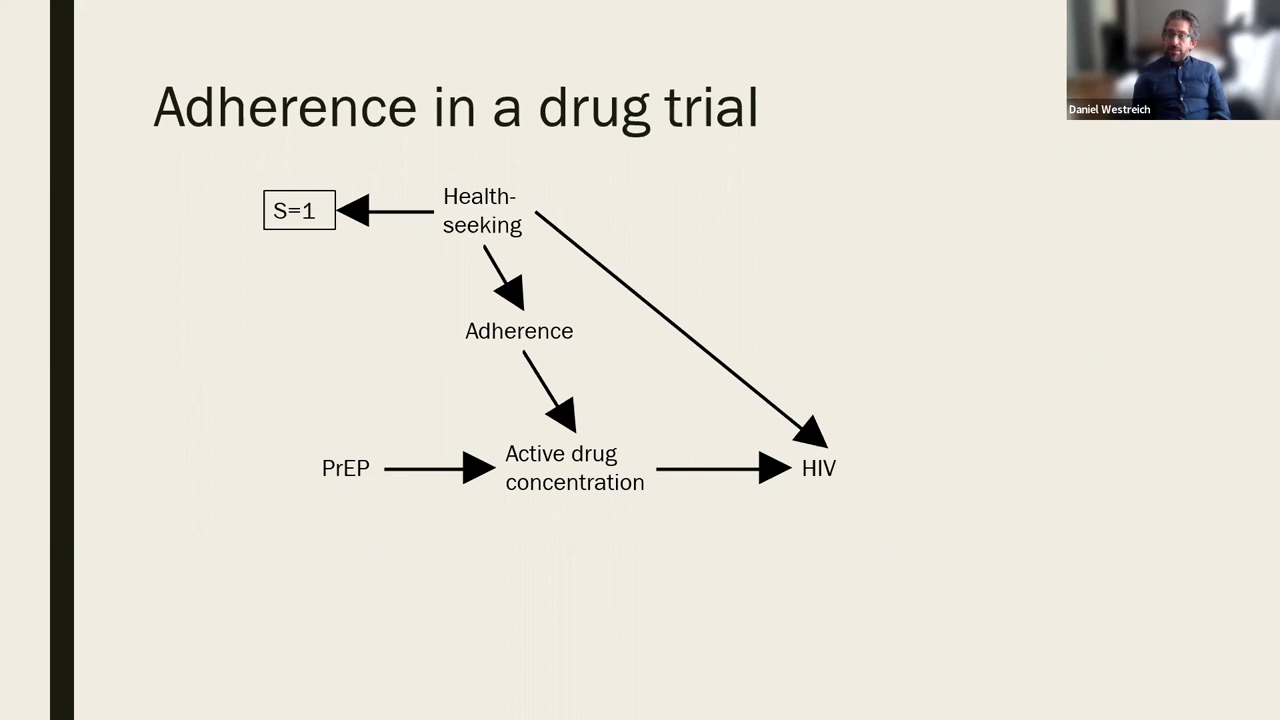 Daniel Westreich
Adherence in a drug trial
S=1
Health-
seeking
Adherence
PrEP
Active drug
concentration
HIV